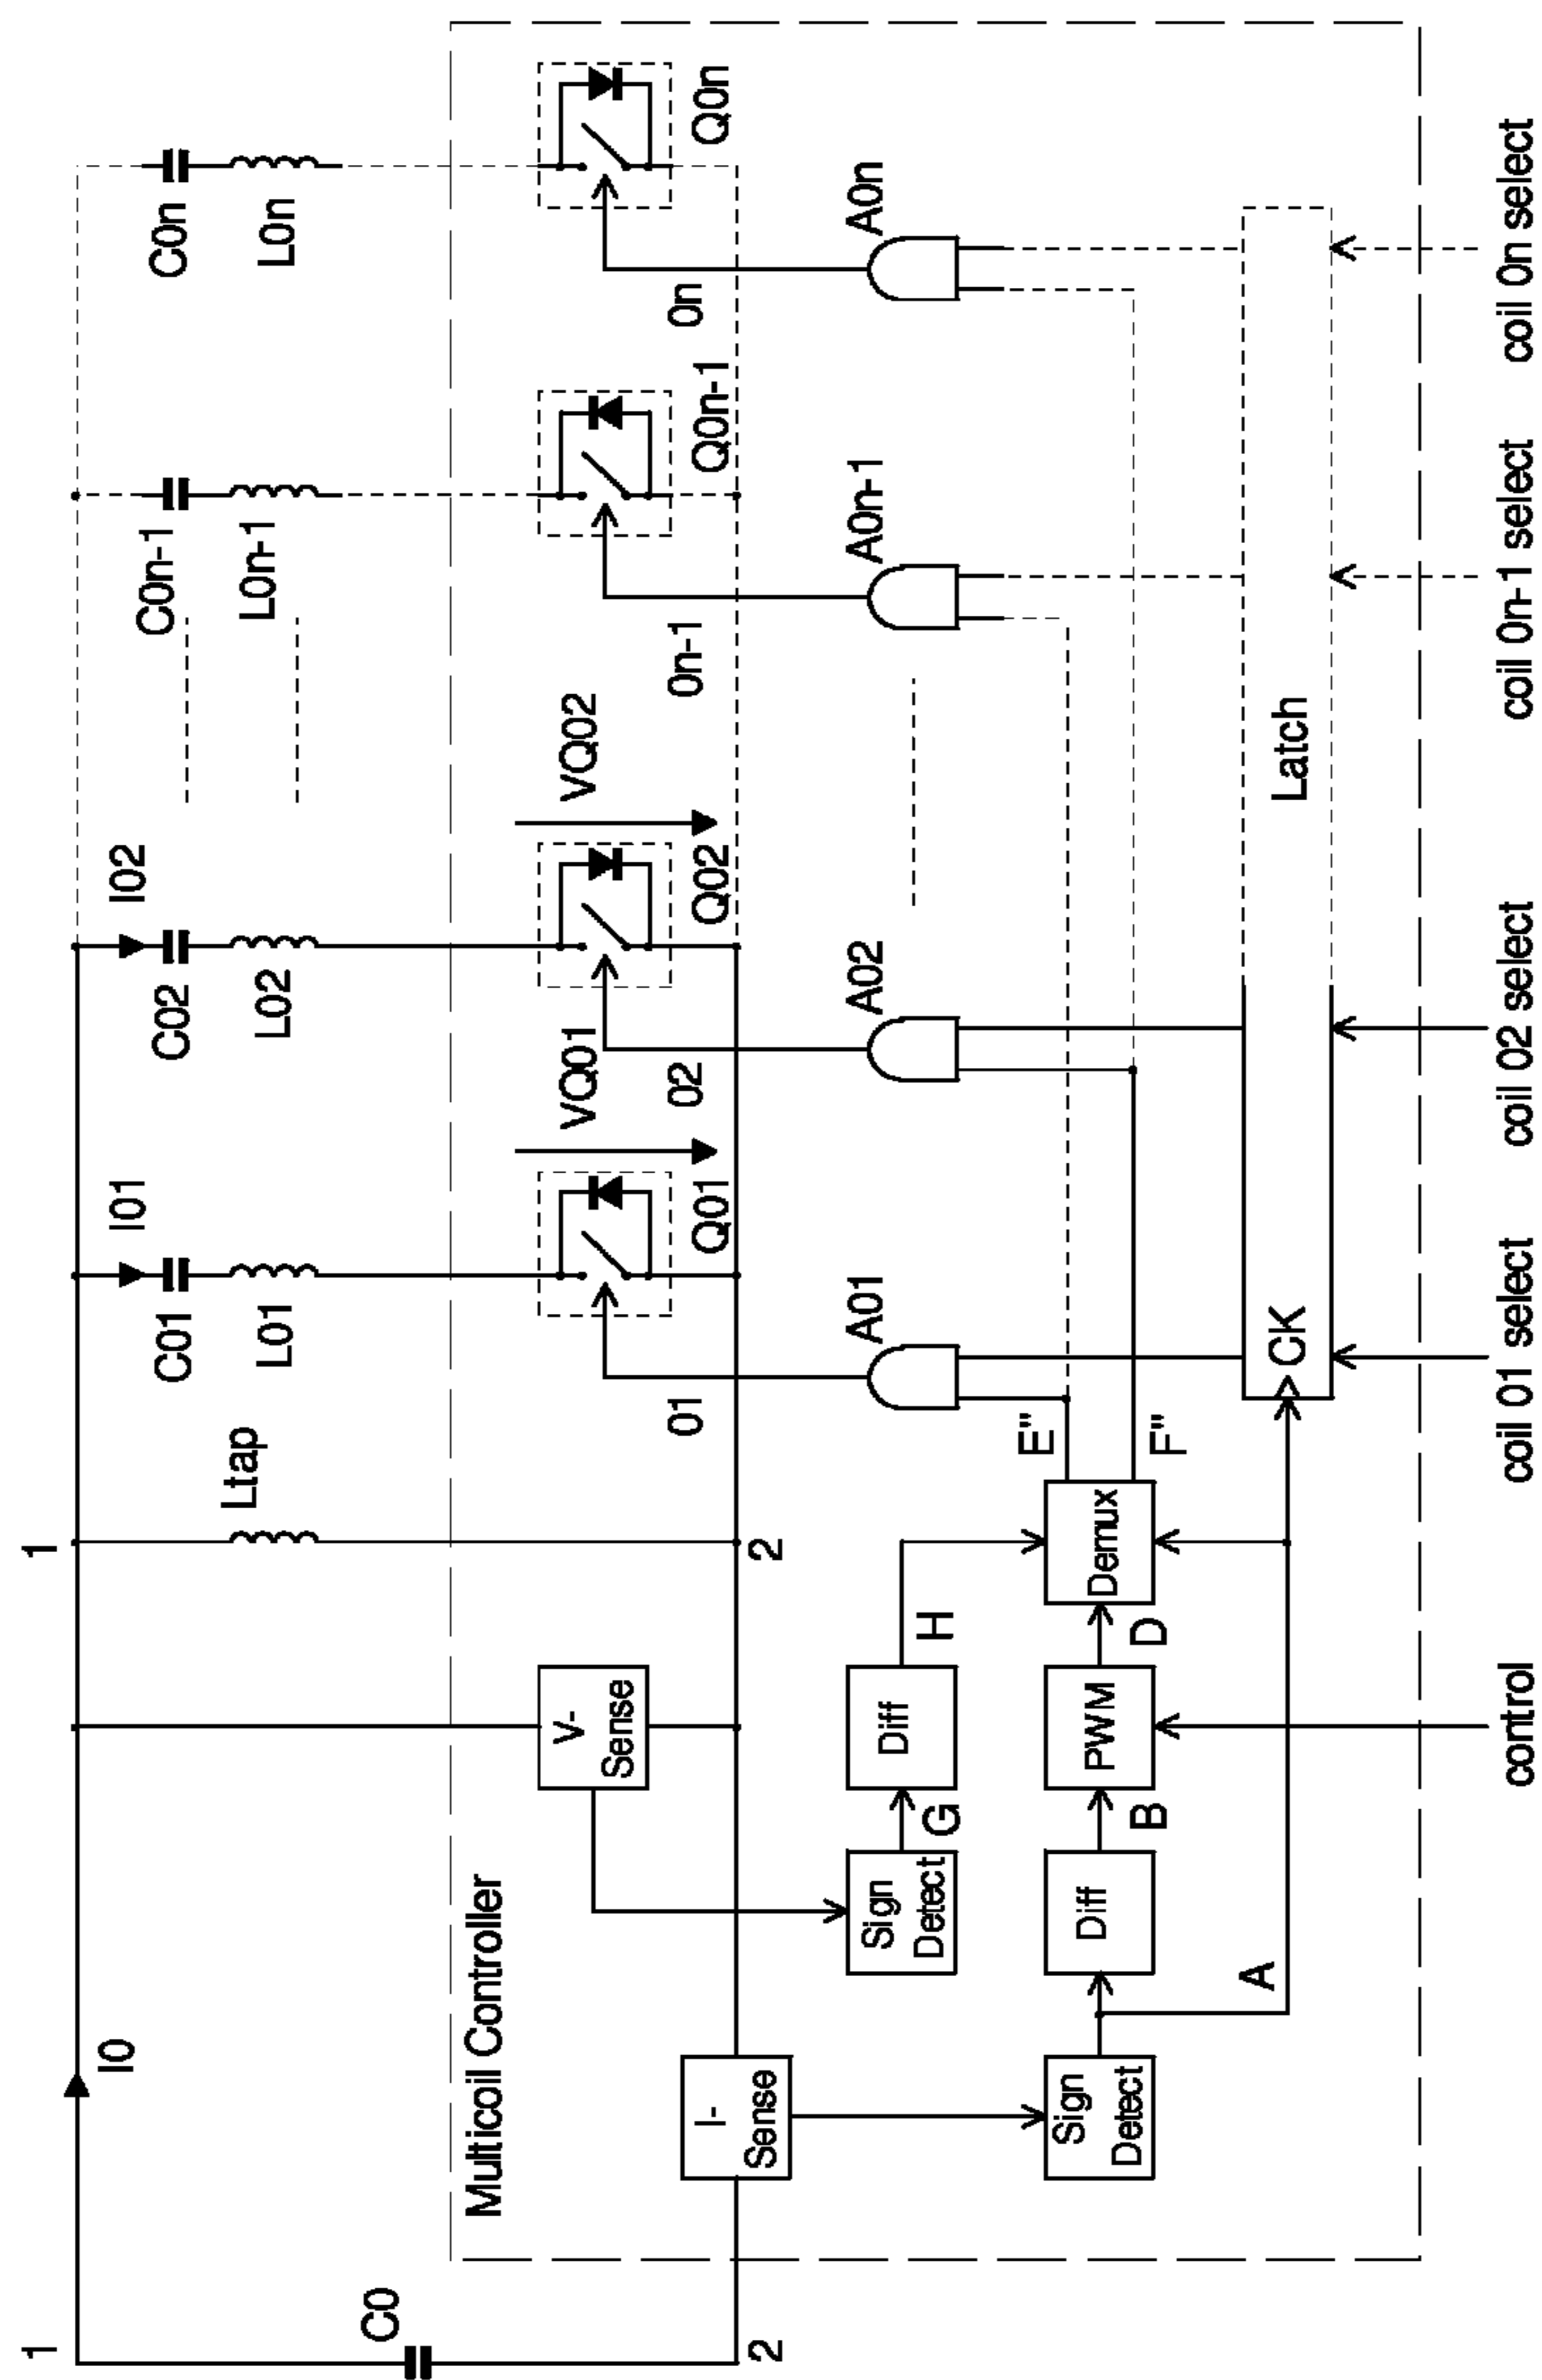 1
I0
1
Ltap
C0
2
2
C01
L01
I01
C02
L02
I02
C0n-1
L0n-1
C0n
L0n
Multicoil Controller
I-
Sense
V-
Sense
Q01
VQ01
Q02
VQ02
Q0n-1
Q0n
01
02
0n-1
0n
A01
A02
A0n-1
A0n
Sign
Detect
G
Diff
H
Sign
Detect
Diff
B
PWM
D
Demux
E"
F"
A
CK
Latch
control
coil 01 select
coil 02 select
coil 0n-1 select
coil 0n select